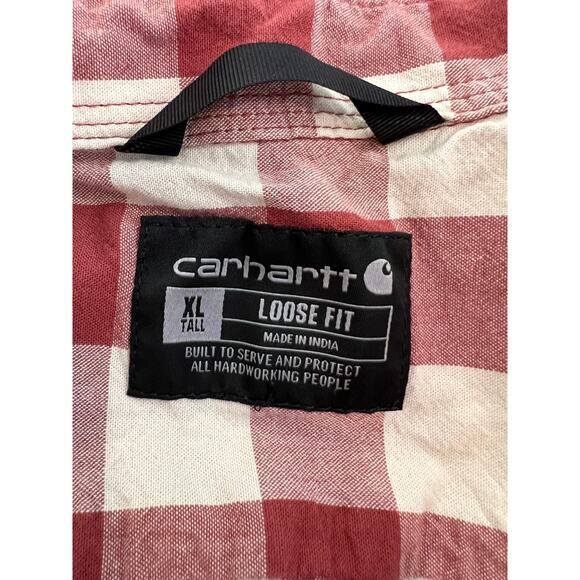 carhartt
XL
TALL
LOOSE FIT
MADE IN INDIA
BUILT TO SERVE AND PROTECT
ALL HARDWORKING PEOPLE